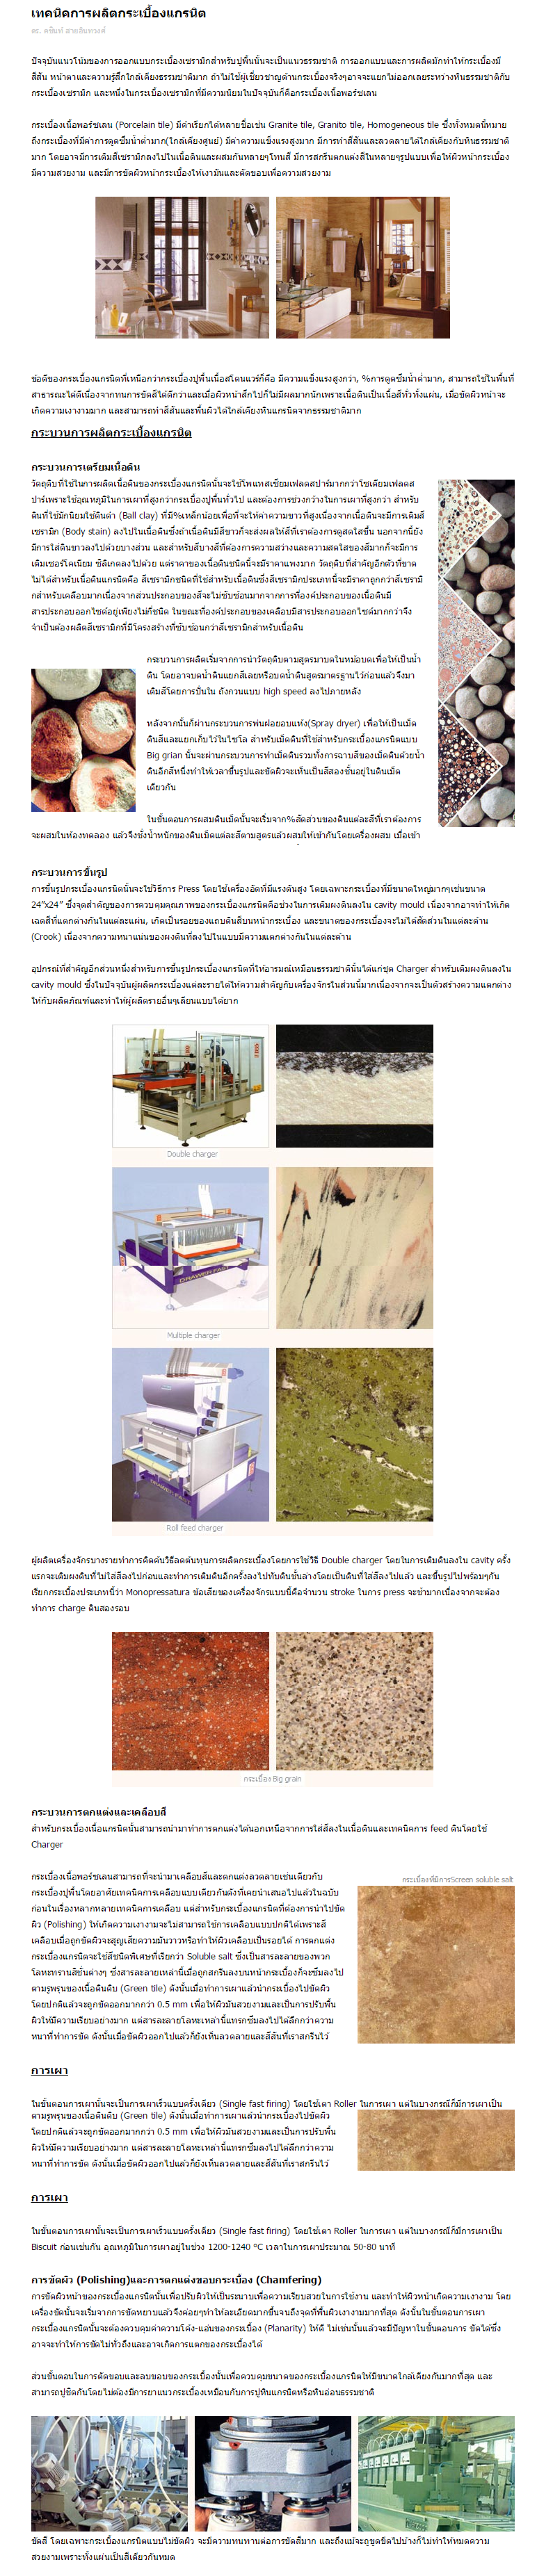 เทคนิคการผลิตกระเบื้องแกรนิต
ดร. คชินท์ สายอินทวงศ์
ปัจจุบันแนวโน้มของการออกแบบกระเบื้องเซรามิกสำหรับปูพื้นนั้นจะเป็นแนวธรรมชาติ การออกแบบและการผลิตมักทำให้กระเบื้องมี
สีสัน หน้าตาและความรู้สึกใกล้เคียงธรรมชาติมาก ถ้าไม่ใช่ผู้เชี่ยวชาญด้านกระเบื้องจริงๆอาจจะแยกไม่ออกเลยระหว่างหินธรรมชาติกับ
กระเบื้องเซรามิก และหนึ่งในกระเบื้องเซรามิกที่มีความนิยมในปัจจุบันก็คือกระเบื้องเนื้อพอร์ซเลน
กระเบื้องเนื้อพอร์ซเลน (Porcelain tile) มีคำเรียกได้หลายชื่อเช่น Granite tile, Granito tile, Homogeneous tile ซึ่งทั้งหมดนี้หมาย
ถึงกระเบื้องที่มีค่าการดูดซึมน้ำต่ำมาก(ใกล้เคียงศูนย์) มีค่าความแข็งแรงสูงมาก มีการทำสีสันและลวดลายได้ใกล้เคียงกับหินธรรมชาติ
มาก โดยอาจมีการเติมสีเซรามิกลงไปในเนื้อดินและผสมกันหลายๆโทนสี มีการสกรีนตกแต่งสีในหลายๆรูปแบบเพื่อให้ผิวหน้ากระเบื้อง
มีความสวยงาม และมีการขัดผิวหน้ากระเบื้องให้เงามันและตัดขอบเพื่อความสวยงาม
ข้อดีของกระเบื้องแกรนิตที่เหนือกว่ากระเบื้องปูพื้นเนื้อสโตนแวร์ก็คือ มีความแข็งแรงสูงกว่า, %การดูดซึมน้ำต่ำมาก, สามารถใช้ในพื้นที่
สาธารณะได้ดีเนื่องจากทนการขัดสีได้ดีกว่าและเมื่อผิวหน้าสึกไปก็ไม่มีผลมากนักเพราะเนื้อดินเป็นเนื้อสีทั่วทั้งแผ่น, เมื่อขัดผิวหน้าจะ
เกิดความเงางามมาก และสามารถทำสีสันและพื้นผิวได้ใกล้เคียงหินแกรนิตจากธรรมชาติมาก
กระบวนการผลิตกระเบื้องแกรนิต
กระบวนการเตรียมเนื้อดิน
วัตถุดิบที่ใช้ในการผลิตเนื้อดินของกระเบื้องแกรนิตนั้นจะใช้โพแทสเซียมเฟลดสปาร์มากกว่าโซเดียมเฟลดส
ปาร์เพราะใช้อุณหภูมิในการเผาที่สูงกว่ากระเบื้องปูพื้นทั่วไป และต้องการช่วงกว้างในการเผาที่สูงกว่า สำหรับ
ดินที่ใช้มักนิยมใช้ดินดำ (Ball clay) ที่มี%เหล็กน้อยเพื่อที่จะให้ค่าความขาวที่สูงเนื่องจากเนื้อดินจะมีการเติมสี
เซรามิก (Body stain) ลงไปในเนื้อดินซึ่งถ้าเนื้อดินมีสีขาวก็จะส่งผลให้สีที่เราต้องการดูสดใสขึ้น นอกจากนี้ยัง
มีการใส่ดินขาวลงไปด้วยบางส่วน และสำหรับสีบางสีที่ต้องการความสว่างและความสดใสของสีมากก็จะมีการ
เติมเซอร์โคเนียม ซิลิเกตลงไปด้วย แต่ราคาของเนื้อดินชนิดนี้จะมีราคาแพงมาก วัตถุดิบที่สำคัญอีกตัวที่ขาด
ไม่ได้สำหรับเนื้อดินแกรนิตคือ สีเซรามิกชนิดที่ใช้สำหรับเนื้อดินซึ่งสีเซรามิกประเภทนี้จะมีราคาถูกกว่าสีเซรามิ
กสำหรับเคลือบมากเนื่องจากส่วนประกอบของสีจะไม่ซับซ้อนมากจากการที่องค์ประกอบของเนื้อดินมี
สารประกอบออกไซด์อยู่เพียงไม่กี่ชนิด ในขณะที่องค์ประกอบของเคลือบมีสารประกอบออกไซด์มากกว่าจึง
จำเป็นต้องผลิตสีเซรามิกที่มีโครงสร้างที่ซับซ้อนกว่าสีเซรามิกสำหรับเนื้อดิน
กระบวนการผลิตเริ่มจากการนำวัตถุดิบตามสูตรมาบดในหม้อบดเพื่อให้เป็นน้ำ
ดิน โดยอาจบดน้ำดินแยกสีเลยหรือบดน้ำดินสูตรมาตรฐานไว้ก่อนแล้วจึงมา
เติมสีโดยการปั่นใน ถังกวนแบบ high speed ลงไปภายหลัง
หลังจากนั้นก็ผ่านกระบวนการพ่นฝอยอบแห้ง(Spray dryer) เพื่อให้เป็นเม็ด
ดินสีและแยกเก็บไว้ในไซโล สำหรับเม็ดดินที่ใช้สำหรับกระเบื้องแกรนิตแบบ
Big grian นั้นจะผ่านกระบวนการทำเม็ดดินรวมทั้งการฉาบสีของเม็ดดินด้วยน้ำ
ดินอีกสีหนึ่งทำให้เวลาขึ้นรูปและขัดผิวจะเห็นเป็นสีสองชั้นอยู่ในดินเม็ด
เดียวกัน
ในขั้นตอนการผสมดินเม็ดนั้นจะเริ่มจาก%สัดส่วนของดินแต่ละสีที่เราต้องการ
จะผสมในห้องทดลอง แล้วจึงชั่งน้ำหนักของดินเม็ดแต่ละสีตามสูตรแล้วผสมให้เข้ากันโดยเครื่องผสม เมื่อเข้า
กระบวนการขึ้นรูป
การขึ้นรูปกระเบื้องแกรนิตนั้นจะใช้วิธีการ Press โดยใช้เครื่องอัดที่มีแรงดันสูง โดยเฉพาะกระเบื้องที่มีขนาดใหญ่มากๆเช่นขนาด
24”x24” ซึ่งจุดสำคัญของการควบคุมคุณภาพของกระเบื้องแกรนิตคือช่วงในการเติมผงดินลงใน cavity mould เนื่องจากอาจทำให้เกิด
เฉดสีที่แตกต่างกันในแต่ละแผ่น, เกิดเป็นรอยของแถบดินสีบนหน้ากระเบื้อง และขนาดของกระเบื้องจะไม่ได้สัดส่วนในแต่ละด้าน
(Crook) เนื่องจากความหนาแน่นของผงดินที่ลงไปในแบบมีความแตกต่างกันในแต่ละด้าน
อุปกรณ์ที่สำคัญอีกส่วนหนึ่งสำหรับการขึ้นรูปกระเบื้องแกรนิตที่ให้อารมณ์เหมือนธรรมชาตินั้นได้แก่ชุด Charger สำหรับเติมผงดินลงใน
cavity mould ซึ่งในปัจจุบันผู้ผลิตกระเบื้องแต่ละรายได้ให้ความสำคัญกับเครื่องจักรในส่วนนี้มากเนื่องจากจะเป็นตัวสร้างความแตกต่าง
ให้กับผลิตภัณฑ์และทำให้ผู้ผลิตรายอื่นๆเลียนแบบได้ยาก
Double charger
DRAWER FAST
Multiple charger
Roll feed charger
ผู้ผลิตเครื่องจักรบางรายทำการคิดค้นวิธีลดต้นทุนการผลิตกระเบื้องโดยการใช้วิธี Double charger โดยในการเติมดินลงใน cavity ครั้ง
แรกจะเติมผงดินที่ไม่ใส่สีลงไปก่อนและทำการเติมดินอีกครั้งลงไปทับดินชั้นล่างโดยเป็นดินที่ใส่สีลงไปแล้ว และขึ้นรูปไปพร้อมๆกัน
เรียกกระเบื้องประเภทนี้ว่า Monopressatura ข้อเสียของเครื่องจักรแบบนี้คือจำนวน stroke ในการ press จะช้ามากเนื่องจากจะต้อง
ทำการ charge ดินสองรอบ
กระเบื้อง Big grain
กระบวนการตกแต่งและเคลือบสี
สำหรับกระเบื้องเนื้อแกรนิตนั้นสามารถนำมาทำการตกแต่งได้นอกเหนือจากการใส่สีลงในเนื้อดินและเทคนิคการ feed ดินโดยใช้
Charger
กระเบื้องที่มีการScreen soluble salt
กระเบื้องเนื้อพอร์ซเลนสามารถที่จะนำมาเคลือบสีและตกแต่งลวดลายเช่นเดียวกับ
กระเบื้องปูพื้นโดยอาศัยเทคนิคการเคลือบแบบเดียวกันดังที่เคยนำเสนอไปแล้วในฉบับ
ก่อนในเรื่องหลากหลายเทคนิคการเคลือบ แต่สำหรับกระเบื้องแกรนิตที่ต้องการนำไปขัด
ผิว (Polishing) ให้เกิดความเงางามจะไม่สามารถใช้การเคลือบแบบปกติได้เพราะสี
เคลือบเมื่อถูกขัดผิวจะสูญเสียความมันวาวหรือทำให้ผิวเคลือบเป็นรอยได้ การตกแต่ง
กระเบื้องแกรนิตจะใช้สีชนิดพิเศษที่เรียกว่า Soluble salt ซึ่งเป็นสารละลายของพวก
โลหะทรานสิชั่นต่างๆ ซึ่งสารละลายเหล่านี้เมื่อถูกสกรีนลงบนหน้ากระเบื้องก็จะซึมลงไป
ตามรูพรุนของเนื้อดินดิบ (Green tile) ดังนั้นเมื่อทำการเผาแล้วนำกระเบื้องไปขัดผิว
โดยปกติแล้วจะถูกขัดออกมากกว่า 0.5 mm เพื่อให้ผิวมันสวยงามและเป็นการปรับพื้น
ผิวให้มีความเรียบอย่างมาก แต่สารละลายโลหะเหล่านี้แทรกซึมลงไปได้ลึกกว่าความ
หนาที่ทำการขัด ดังนั้นเมื่อขัดผิวออกไปแล้วก็ยังเห็นลวดลายและสีสันที่เราสกรีนไว้
การเผา
ในขั้นตอนการเผานั้นจะเป็นการเผาเร็วแบบครั้งเดียว (Single fast firing) โดยใช้เตา Roller ในการเผา แต่ในบางกรณีก็มีการเผาเป็น
ตามรูพรุนของเนื้อดินดิบ (Green tile) ดังนั้นเมื่อทำการเผาแล้วนำกระเบื้องไปขัดผิว
โดยปกติแล้วจะถูกขัดออกมากกว่า 0.5 mm เพื่อให้ผิวมันสวยงามและเป็นการปรับพื้น
ผิวให้มีความเรียบอย่างมาก แต่สารละลายโลหะเหล่านี้แทรกซึมลงไปได้ลึกกว่าความ
หนาที่ทำการขัด ดังนั้นเมื่อขัดผิวออกไปแล้วก็ยังเห็นลวดลายและสีสันที่เราสกรีนไว้
การเผา
ในขั้นตอนการเผานั้นจะเป็นการเผาเร็วแบบครั้งเดียว (Single fast firing) โดยใช้เตา Roller ในการเผา แต่ในบางกรณีก็มีการเผาเป็น
Biscuit ก่อนเช่นกัน อุณหภูมิในการเผาอยู่ในช่วง 1200-1240 °C เวลาในการเผาประมาณ 50-80 นาที
การขัดผิว (Polishing)และการตกแต่งขอบกระเบื้อง (Chamfering)
การขัดผิวหน้าของกระเบื้องแกรนิตนั้นเพื่อปรับผิวให้เป็นระนาบเพื่อความเรียบสวยในการใช้งาน และทำให้ผิวหน้าเกิดความเงางาม โดย
เครื่องขัดนั้นจะเริ่มจากการขัดหยาบแล้วจึงค่อยๆทำให้ละเอียดมากขึ้นจนถึงจุดที่พื้นผิวเงางามมากที่สุด ดังนั้นในขั้นตอนการเผา
กระเบื้องแกรนิตนั้นจะต้องควบคุมค่าความโค้ง-แอ่นของกระเบื้อง (Planarity) ให้ดี ไม่เช่นนั้นแล้วจะมีปัญหาในขั้นตอนการ ขัดได้ซึ่ง
อาจจะทำให้การขัดไม่ทั่วถึงและอาจเกิดการแตกของกระเบื้องได้
ส่วนขั้นตอนในการตัดขอบและลบขอบของกระเบื้องนั้นเพื่อควบคุมขนาดของกระเบื้องแกรนิตให้มีขนาดใกล้เคียงกันมากที่สุด และ
สามารถปูชิดกันโดยไม่ต้องมีการยาแนวกระเบื้องเหมือนกับการปูหินแกรนิตหรือหินอ่อนธรรมชาติ
ขัดสี โดยเฉพาะกระเบื้องแกรนิตแบบไม่ขัดผิว จะมีความทนทานต่อการขัดสีมาก และถึงแม้จะถูขูดขีดไปบ้างก็ไม่ทำให้หมดความ
สวยงามเพราะทั้งแผ่นเป็นสีเดียวกันหมด